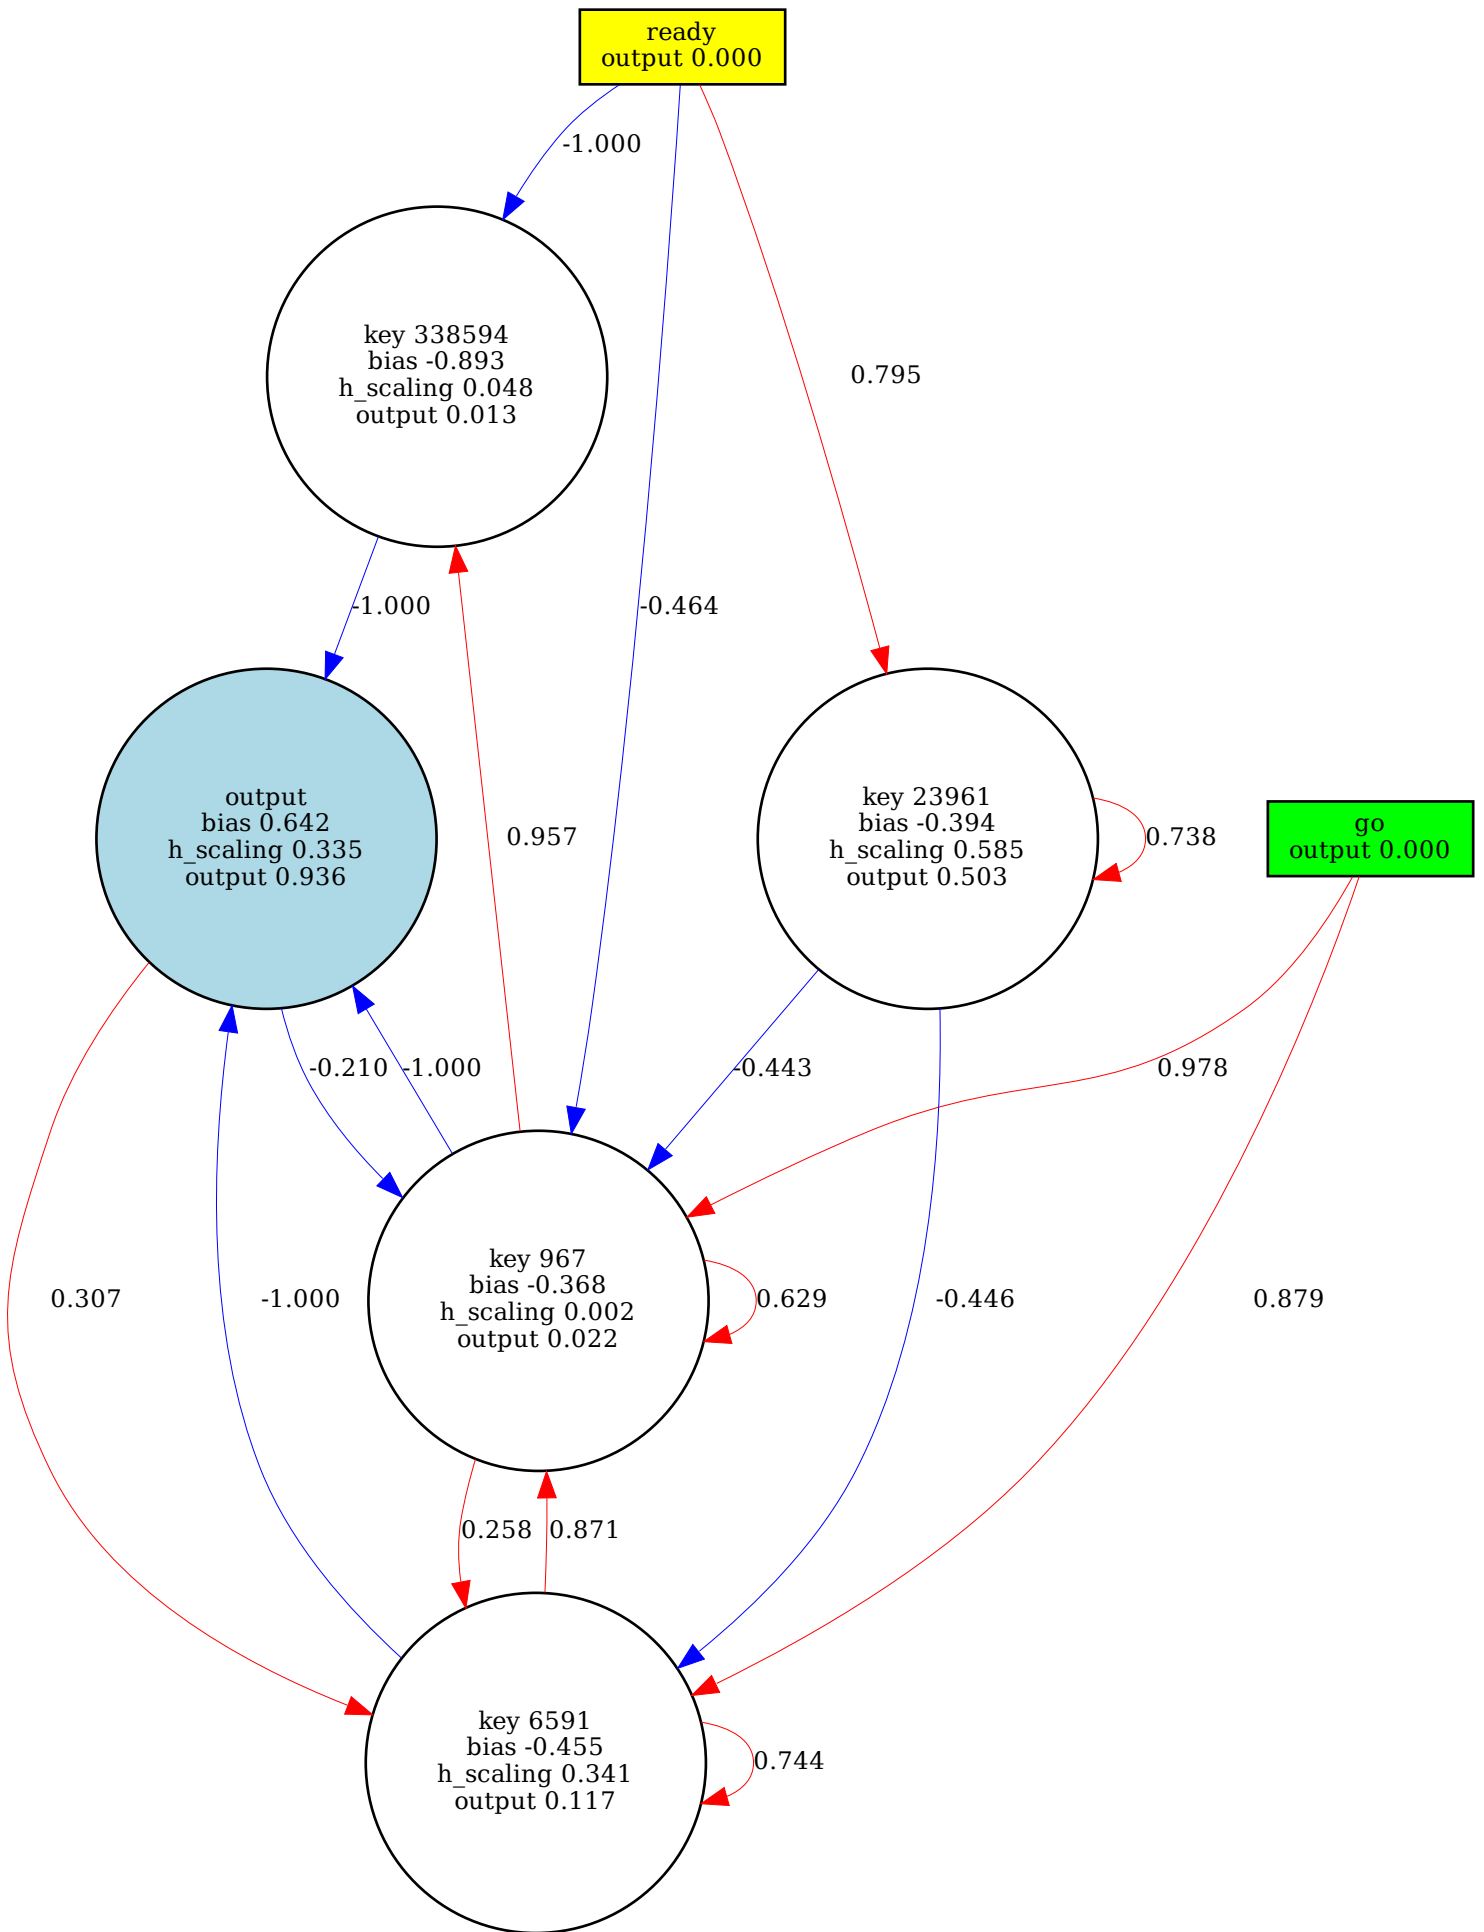 ready
output 0.000
-1.000
key 338594
bias -0.893
h_scaling 0.048
output 0.013
0.795
-1.000
-0.464
output
bias 0.642
h_scaling 0.335
output 0.936
0.957
key 23961
bias -0.394
h_scaling 0.585
output 0.503
0.738
go
output 0.000
-0.210
-1.000
-0.443
0.978
0.307
-1.000
key 967
bias -0.368
h_scaling 0.002
output 0.022
0.629
-0.446
0.879
0.258
0.871
key 6591
bias -0.455
h_scaling 0.341
output 0.117
0.744